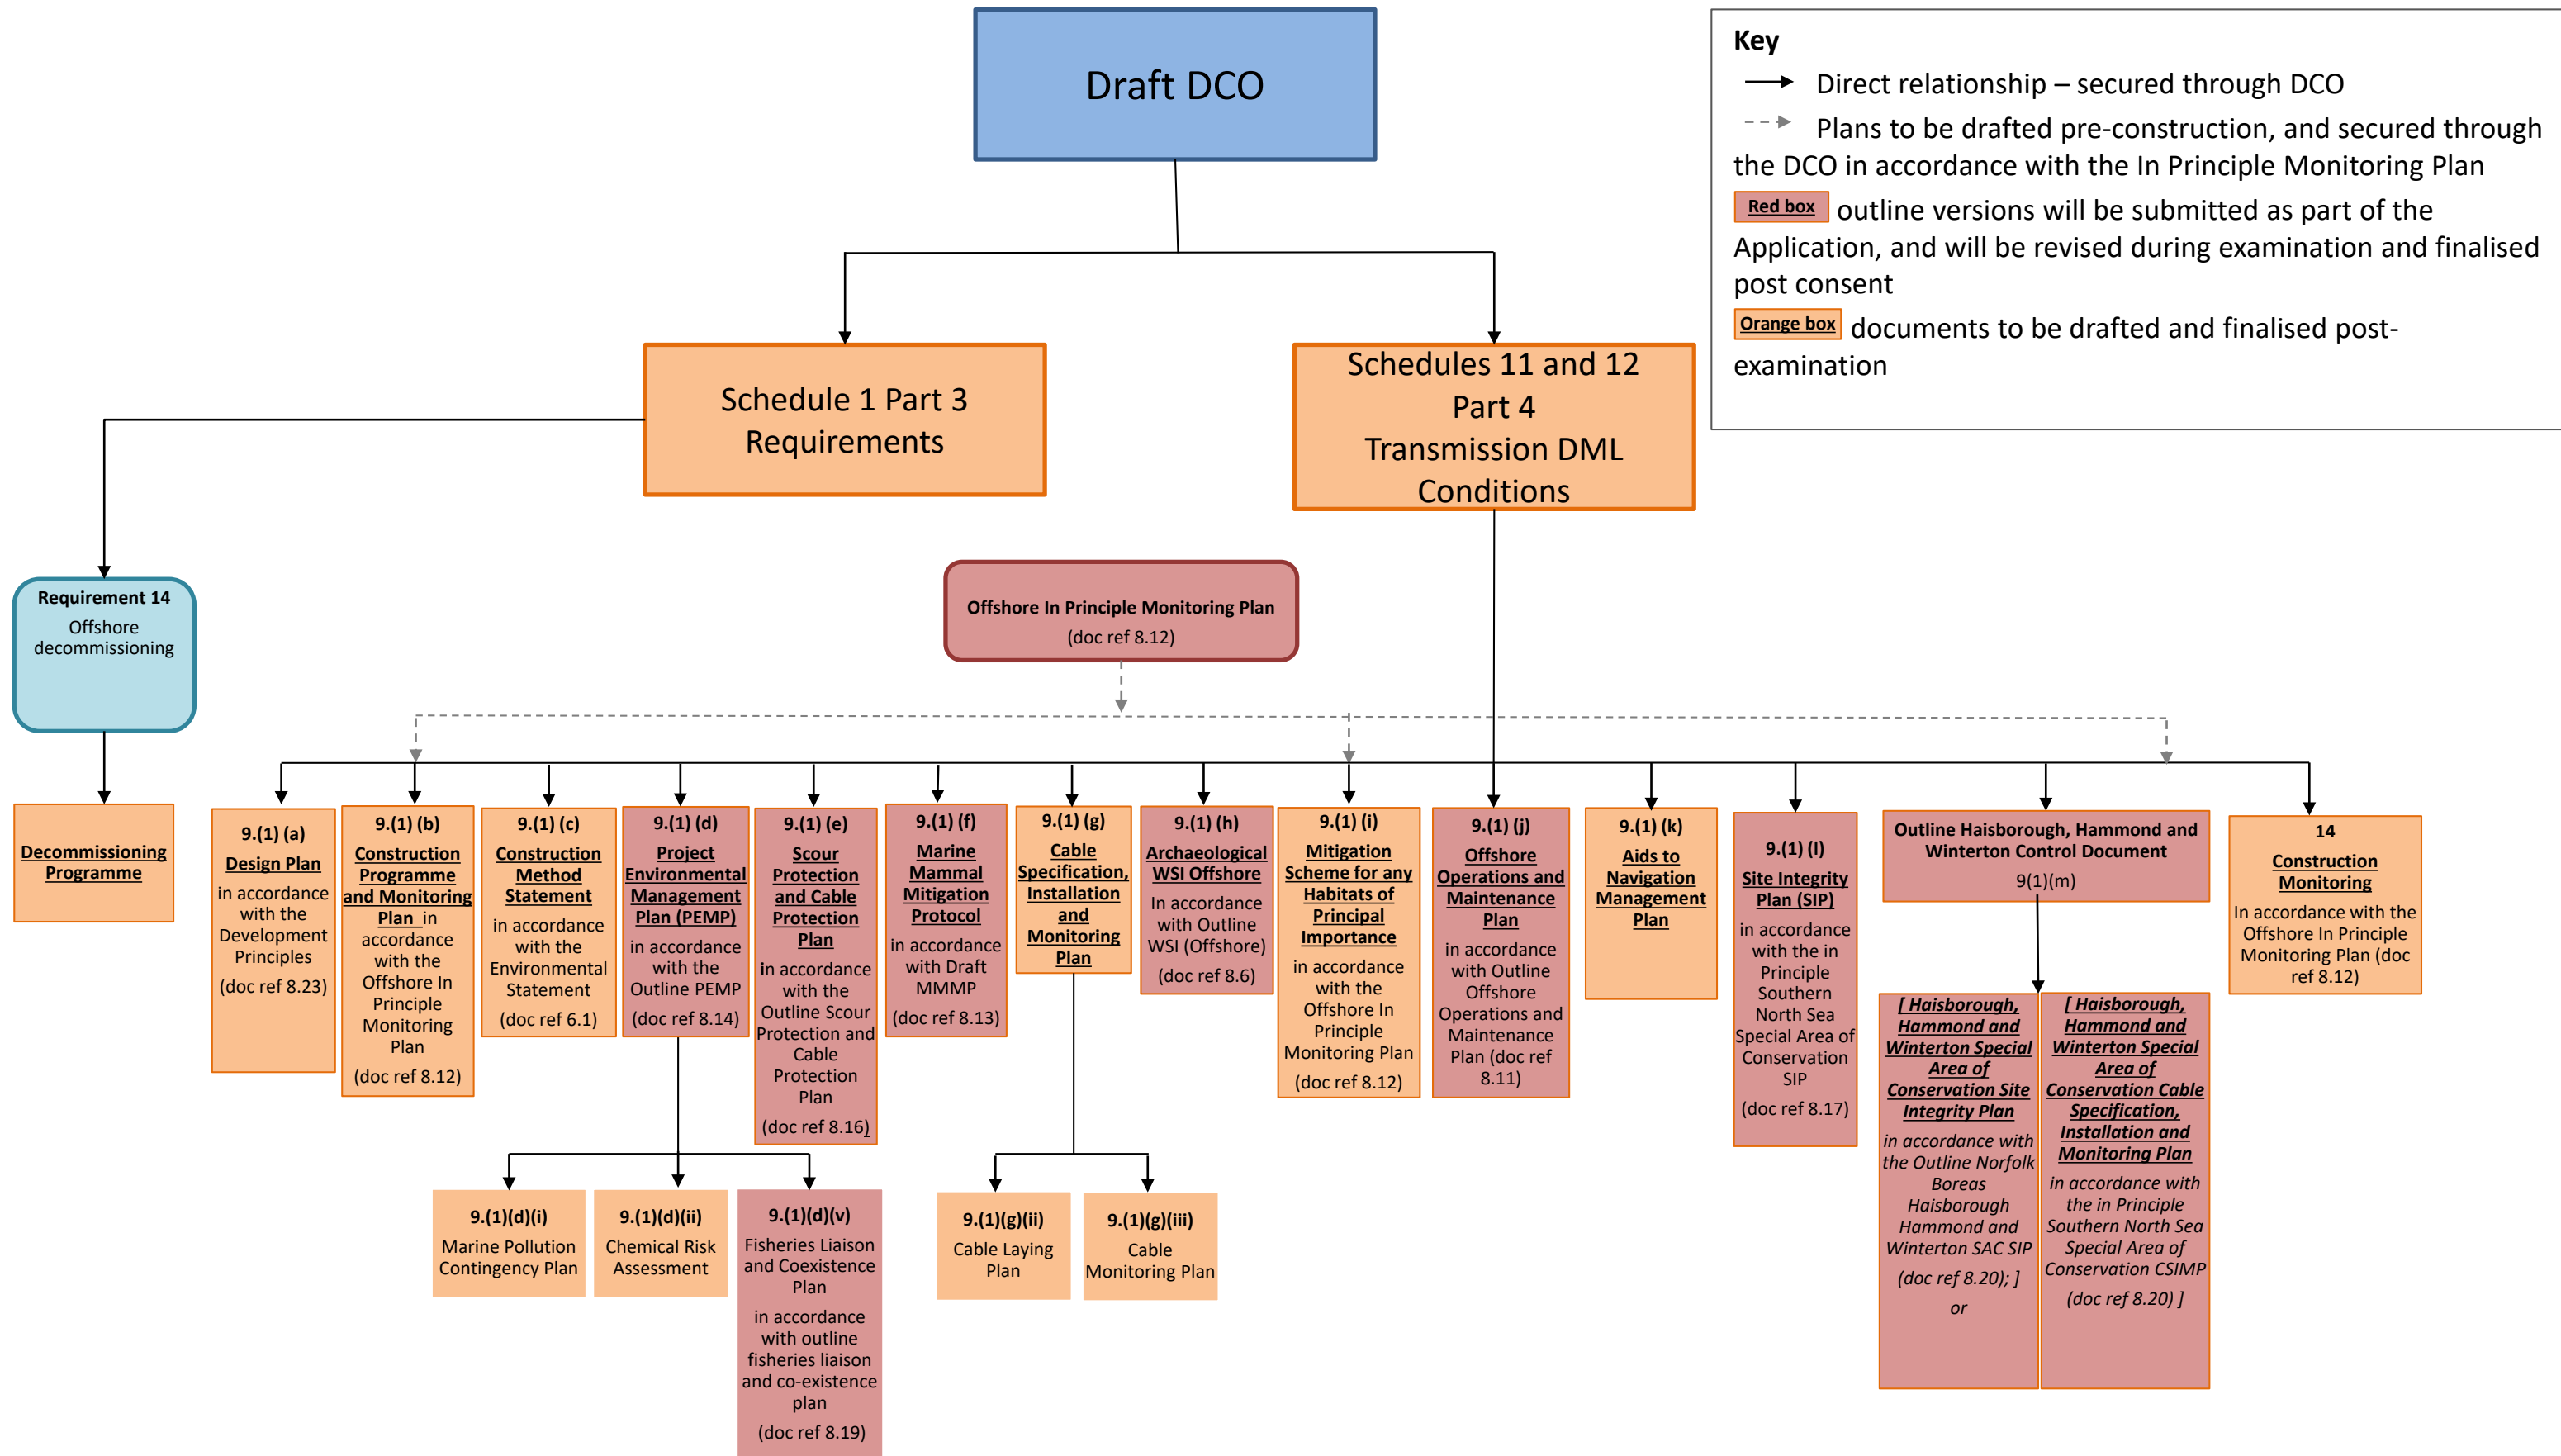 Draft DCO
Key
Direct relationship – secured through DCO
Plans to be drafted pre-construction, and secured through
the DCO in accordance with the In Principle Monitoring Plan
Red box outline versions will be submitted as part of the
Application, and will be revised during examination and finalised
post consent
Orange box documents to be drafted and finalised post-
examination
Schedule 1 Part 3
Requirements
Schedules 11 and 12
Part 4
Transmission DML
Conditions
Requirement 14
Offshore
decommissioning
Offshore In Principle Monitoring Plan
(doc ref 8.12)
Decommissioning
Programme
9.(1) (a)
Design Plan
in accordance
with the
Development
Principles
(doc ref 8.23)
9.(1) (b)
Construction
Programme
and Monitoring
Plan in
accordance
with the
Offshore In
Principle
Monitoring
Plan
(doc ref 8.12)
9.(1) (c)
Construction
Method
Statement
in accordance
with the
Environmental
Statement
(doc ref 6.1)
9.(1) (d)
Project
Environmental
Management
Plan (PEMP)
in accordance
with the
Outline PEMP
(doc ref 8.14)
9.(1) (e)
Scour
Protection
and Cable
Protection
Plan
in accordance
with the
Outline Scour
Protection and
Cable
Protection
Plan
(doc ref 8.16)
9.(1) (f)
Marine
Mammal
Mitigation
Protocol
in accordance
with Draft
MMMP
(doc ref 8.13)
9.(1) (g)
Cable
Specification,
Installation
and
Monitoring
Plan
9.(1) (h)
Archaeological
WSI Offshore
In accordance
with Outline
WSI (Offshore)
(doc ref 8.6)
9.(1) (i)
Mitigation
Scheme for any
Habitats of
Principal
Importance
in accordance
with the
Offshore In
Principle
Monitoring Plan
(doc ref 8.12)
9.(1) (j)
Offshore
Operations and
Maintenance
Plan
in accordance
with Outline
Offshore
Operations and
Maintenance
Plan (doc ref
8.11)
9.(1) (k)
Aids to
Navigation
Management
Plan
9.(1) (l)
Site Integrity
Plan (SIP)
in accordance
with the in
Principle
Southern
North Sea
Special Area of
Conservation
SIP
(doc ref 8.17)
Outline Haisborough, Hammond and
Winterton Control Document
9(1)(m)
14
Construction
Monitoring
In accordance with the
Offshore In Principle
Monitoring Plan (doc
ref 8.12)
[ Haisborough,
Hammond and
Winterton Special
Area of
Conservation Site
Integrity Plan
in accordance with
the Outline Norfolk
Boreas
Haisborough
Hammond and
Winterton SAC SIP
(doc ref 8.20); ]
or
[ Haisborough,
Hammond and
Winterton Special
Area of
Conservation Cable
Specification,
Installation and
Monitoring Plan
in accordance with
the in Principle
Southern North Sea
Special Area of
Conservation CSIMP
(doc ref 8.20) ]
9.(1)(d)(i)
Marine Pollution
Contingency Plan
9.(1)(d)(ii)
Chemical Risk
Assessment
9.(1)(d)(v)
Fisheries Liaison
and Coexistence
Plan
in accordance
with outline
fisheries liaison
and co-existence
plan
(doc ref 8.19)
9.(1)(g)(ii)
Cable Laying
Plan
9.(1)(g)(iii)
Cable
Monitoring Plan